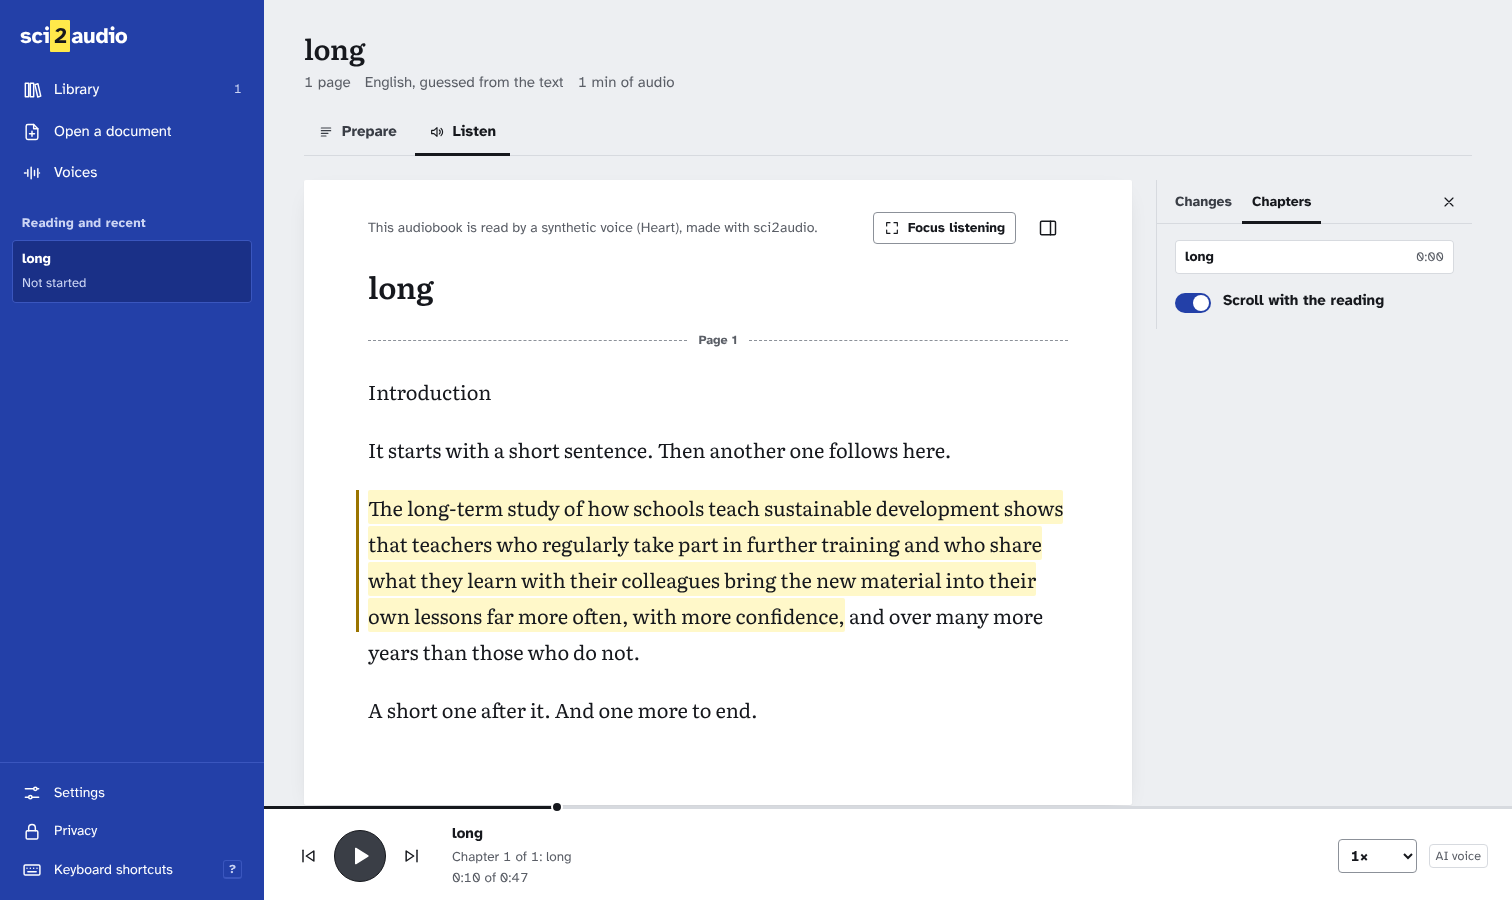 sci2audio
Library 1
Open a document
Voices
Reading and recent
long
Not started
Settings
Privacy
Keyboard shortcuts ?
long
1 page English, guessed from the text 1 min of audio
Prepare Listen
This audiobook is read by a synthetic voice (Heart), made with sci2audio.
Focus listening
long
Page 1
Introduction
It starts with a short sentence. Then another one follows here.
The long-term study of how schools teach sustainable development shows
that teachers who regularly take part in further training and who share
what they learn with their colleagues bring the new material into their
own lessons far more often, with more confidence, and over many more
years than those who do not.
A short one after it. And one more to end.
Changes Chapters
long 0:00
Scroll with the reading
long
Chapter 1 of 1: long
0:10 of 0:47
1×
AI voice